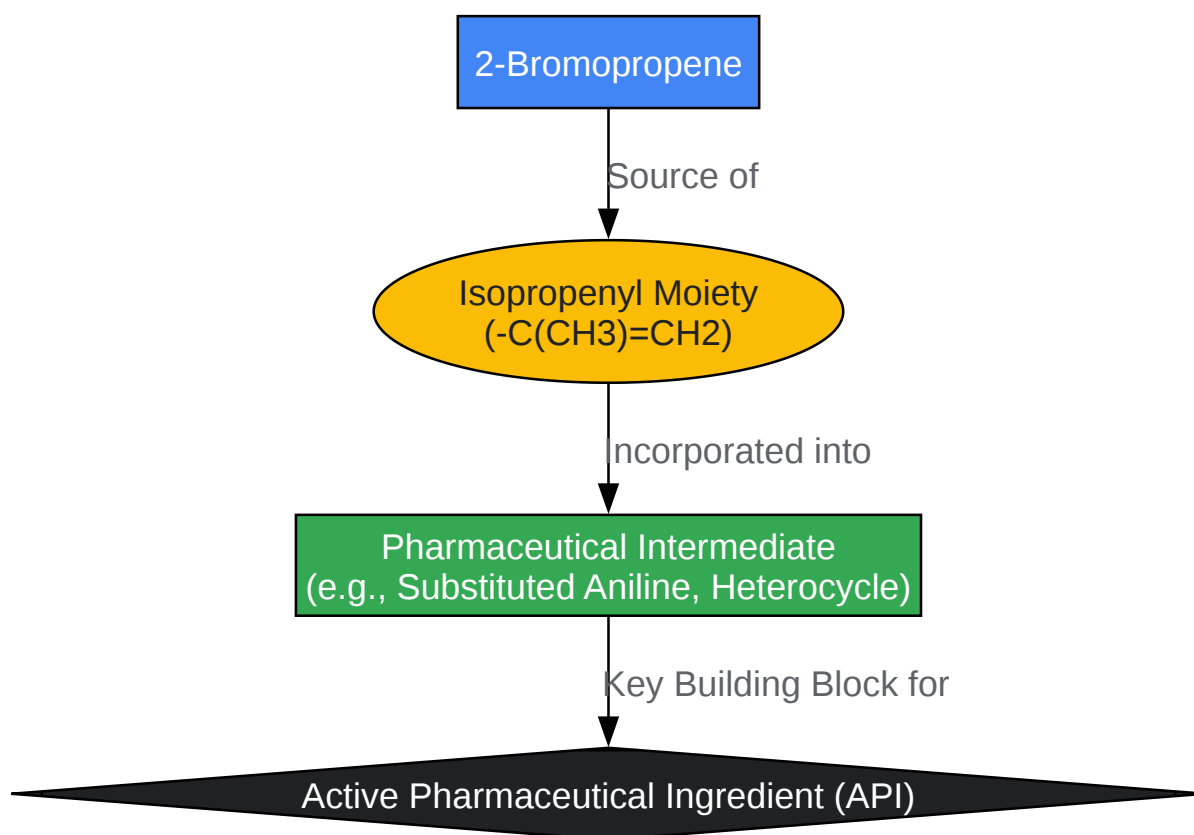 2-Bromopropene
Source of
Isopropenyl Moiety
(-C(CH3)=CH2)
Incorporated into
Pharmaceutical Intermediate
(e.g., Substituted Aniline, Heterocycle)
Key Building Block for
Active Pharmaceutical Ingredient (API)